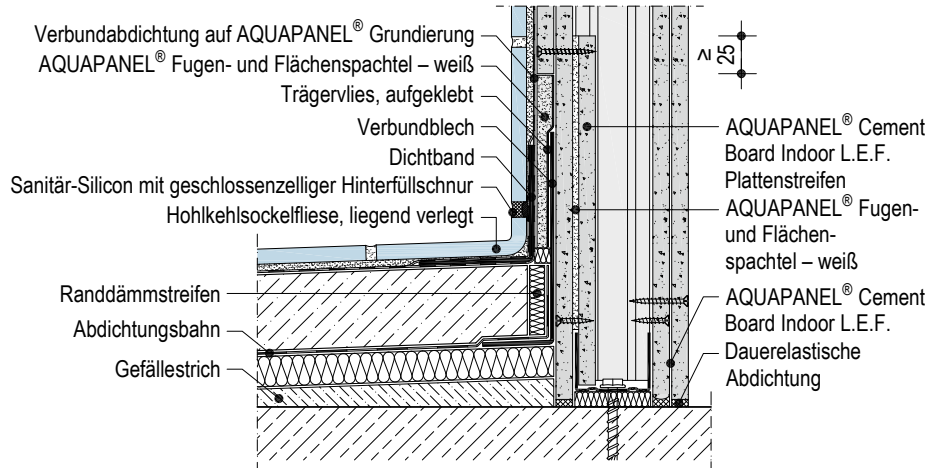 Verbundabdichtung auf AQUAPANEL® Grundierung
AQUAPANEL® Fugen- und Flächenspachtel – weiß
Trägervlies, aufgeklebt
Verbundblech
Dichtband
Sanitär-Silicon mit geschlossenzelliger Hinterfüllschnur
Hohlkehlsockelfliese, liegend verlegt
Randdämmstreifen
Abdichtungsbahn
Gefällestrich
≥
25
AQUAPANEL® Cement
Board Indoor L.E.F.
Plattenstreifen
AQUAPANEL® Fugen-
und Flächen-
spachtel – weiß
AQUAPANEL® Cement
Board Indoor L.E.F.
Dauerelastische
Abdichtung